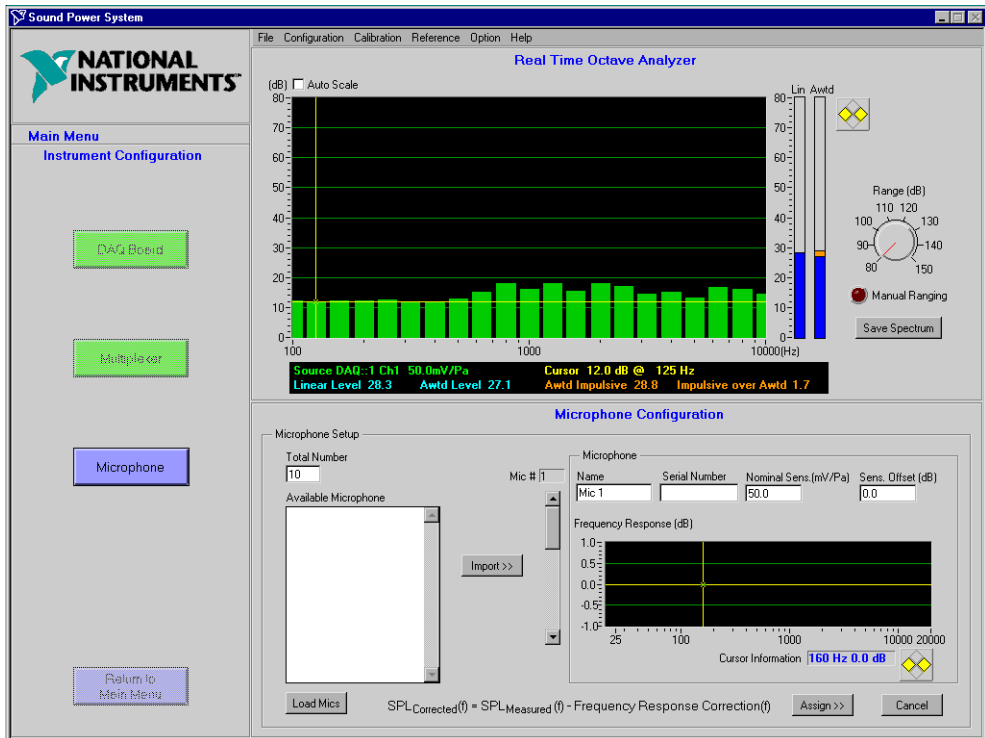 Sound Power System
NATIONAL
INSTRUMENTS™
Main Menu
Instrument Configuration
DAQ Board
Multiplexer
Microphone
Return to
Main Menu
File Configuration Calibration Reference Option Help
Real Time Octave Analyzer
(dB) Auto Scale
80
70
60
50
40
30
20
10
0
100 1000 10000(Hz)
Lin Awtd
80
70
60
50
40
30
20
10
0
Range (dB)
110 120
100 130
90 140
80 150
Manual Ranging
Save Spectrum
Source DAQ::1 Ch1 50.0mV/Pa Cursor 12.0 dB @ 125 Hz
Linear Level 28.3 Awtd Level 27.1 Awtd Impulsive 28.8 Impulsive over Awtd 1.7
Microphone Configuration
Microphone Setup
Total Number
10
Available Microphone
Import >>
Load Mics
Mic # 1
Microphone
Name Serial Number Nominal Sens.(mV/Pa) Sens. Offset (dB)
Mic 1 50.0 0.0
Frequency Response (dB)
1.0
0.5
0.0
-0.5
-1.0
25 100 1000 10000 20000
Cursor Information 160 Hz 0.0 dB
SPLCorrected(f) = SPLMeasured (f) - Frequency Response Correction(f)
Assign >>
Cancel